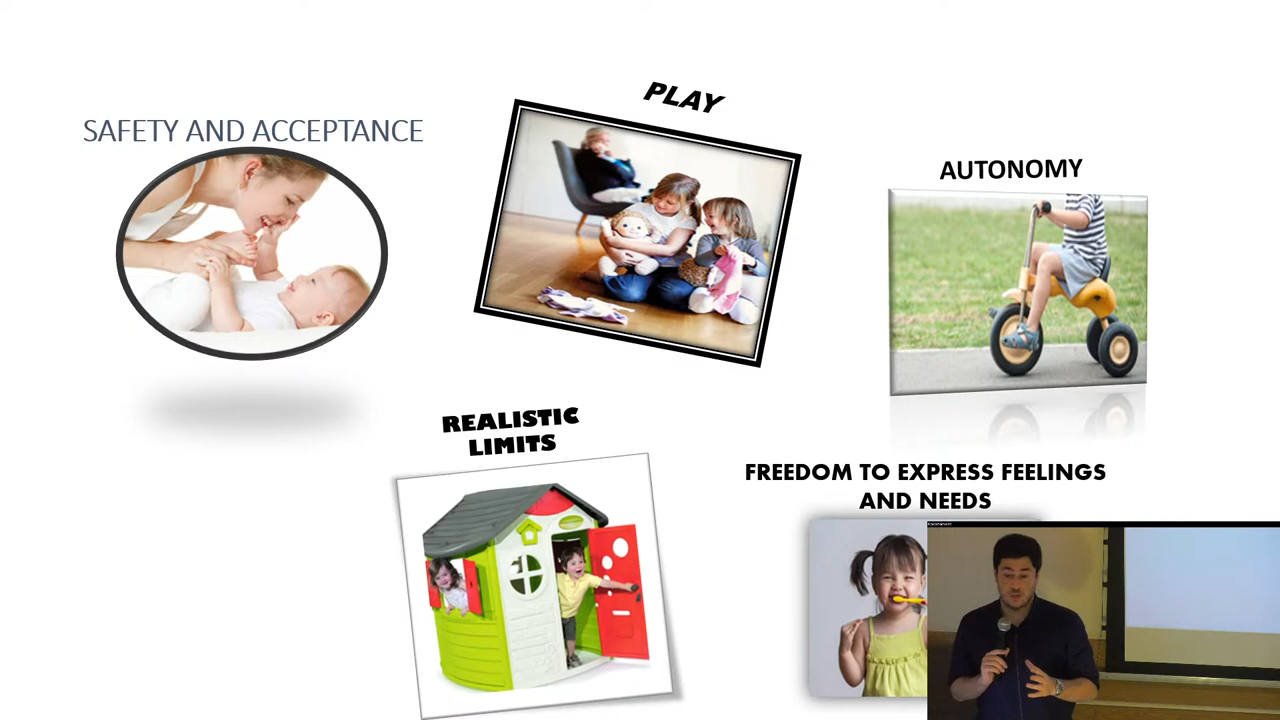 PLAY
SAFETY AND ACCEPTANCE
AUTONOMY
REALISTIC
LIMITS
FREEDOM TO EXPRESS FEELINGS
AND NEEDS